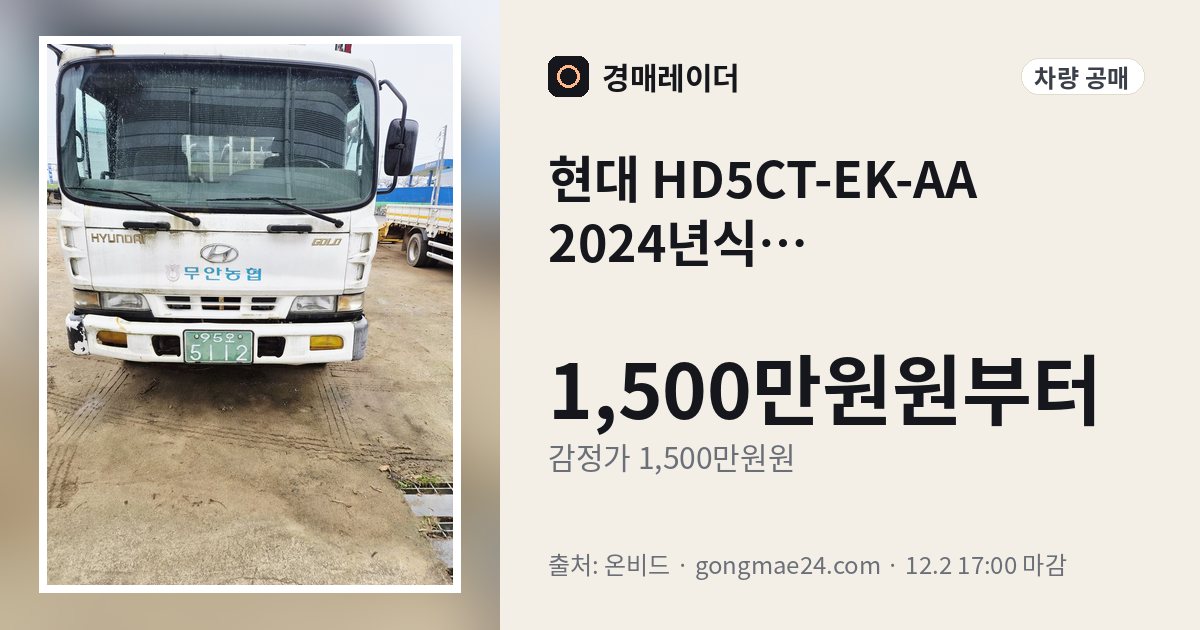 HYUNDAI
GOLD
무안농협
95오
5112
경매레이더
차량 공매
현대 HD5CT-EK-AA
2024년식…
1,500만원원부터
감정가 1,500만원원
출처: 온비드 · gongmae24.com · 12.2 17:00 마감